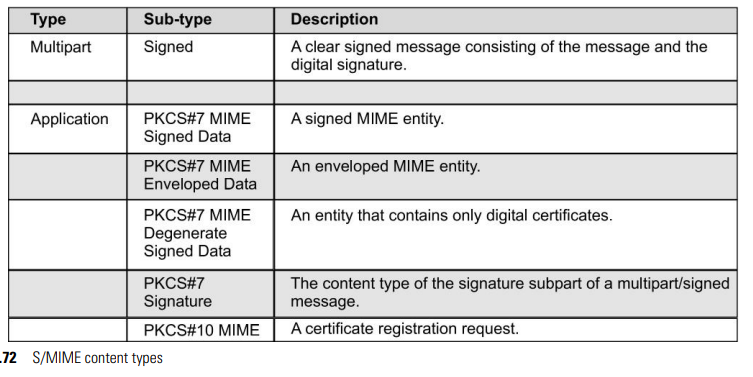 Type Sub-type Description
Multipart Signed A clear signed message consisting of the message and the
digital signature.
Application PKCS#7 MIME A signed MIME entity.
Signed Data
PKCS#7 MIME An enveloped MIME entity.
Enveloped Data
PKCS#7 MIME An entity that contains only digital certificates.
Degenerate
Signed Data
PKCS#7 The content type of the signature subpart of a multipart/signed
Signature message.
PKCS#10 MIME A certificate registration request.
.72 S/MIME content types